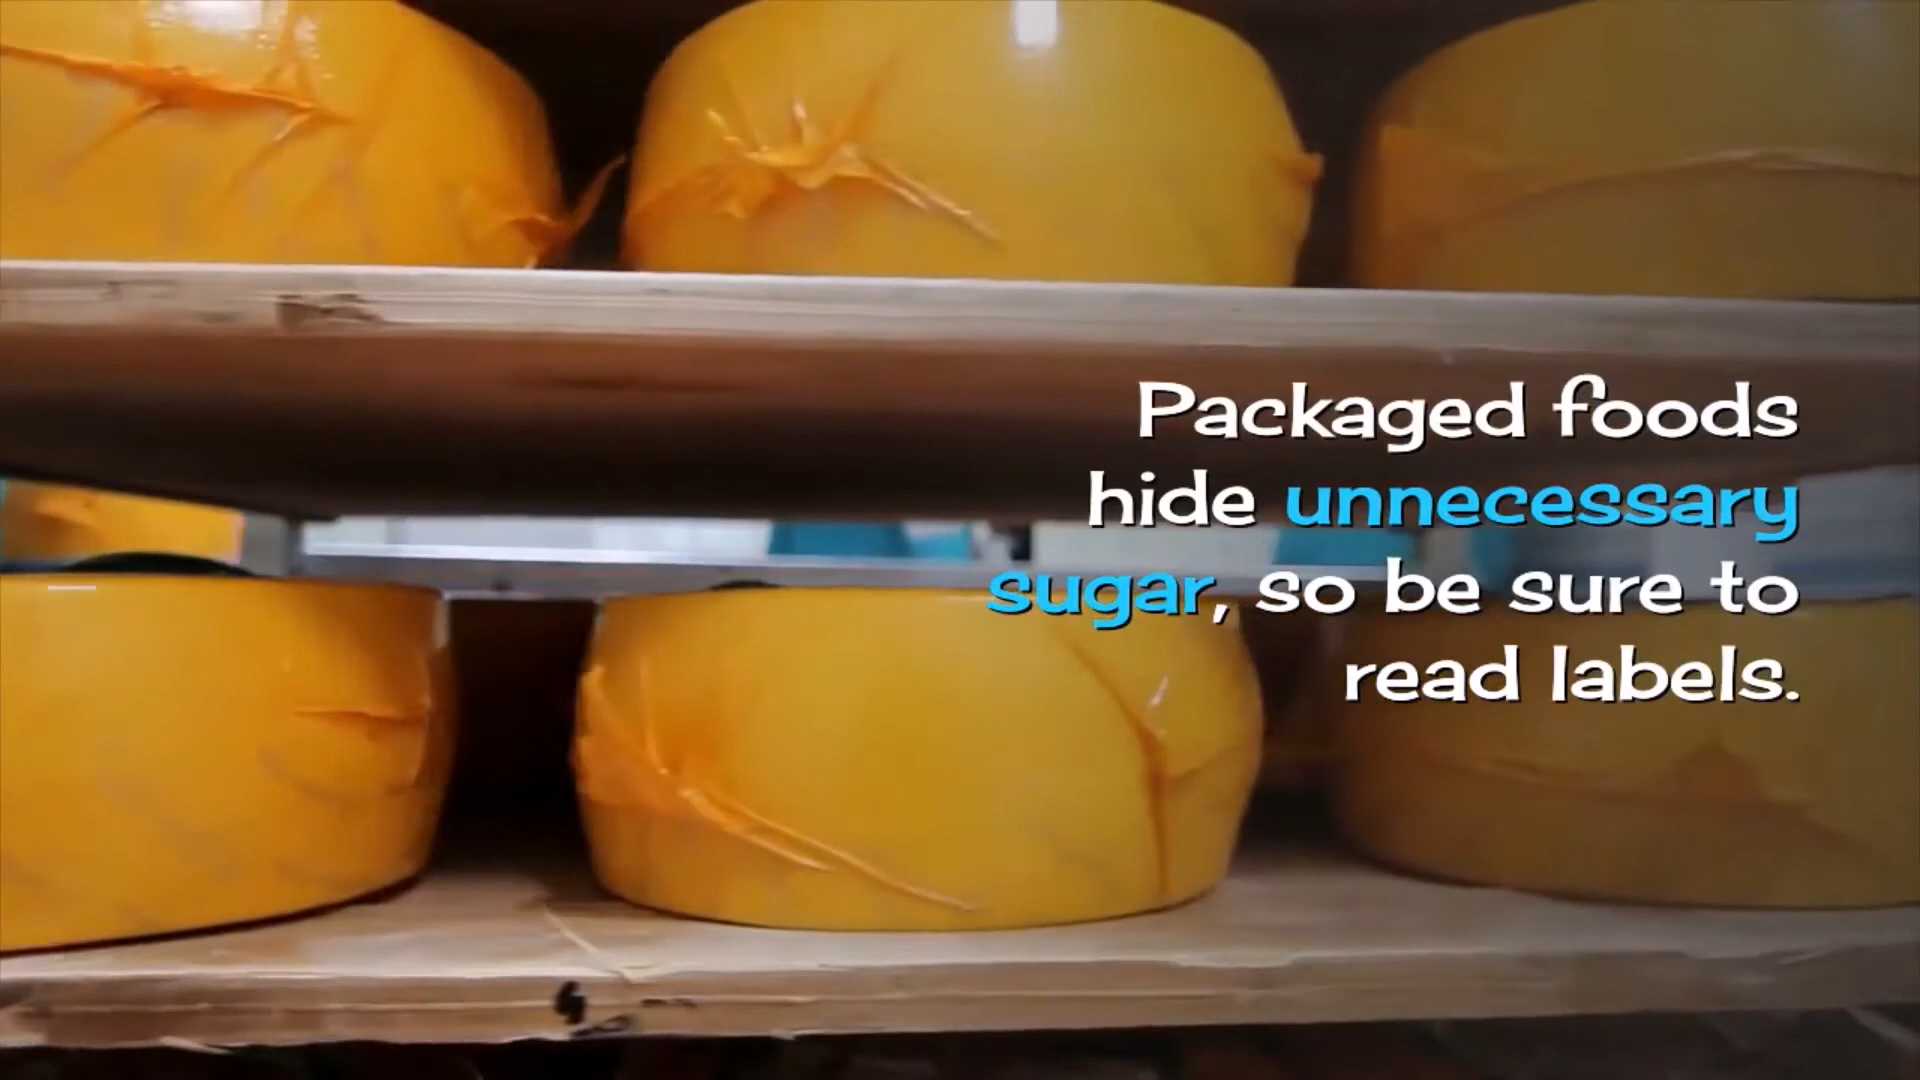 Packaged foods
hide unnecessary
sugar, so be sure to
read labels.